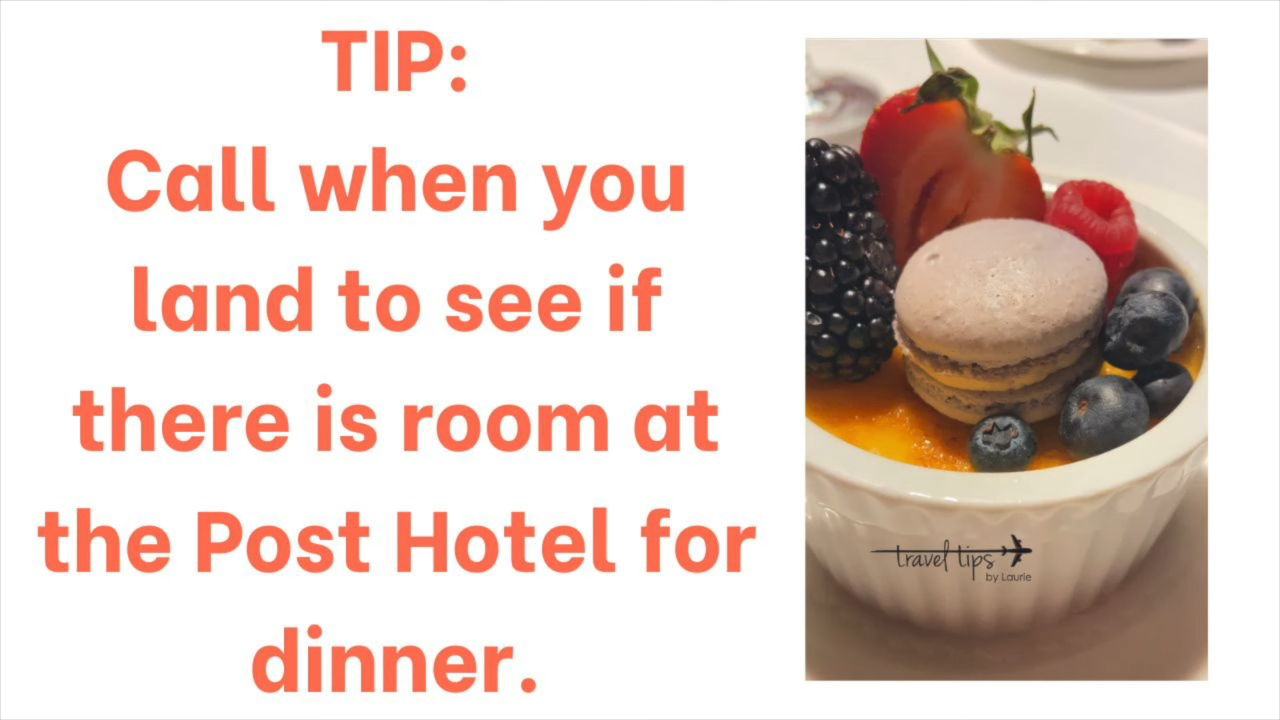 TIP:
Call when you
land to see if
there is room at
the Post Hotel for
dinner.
travel tips
by Laurie